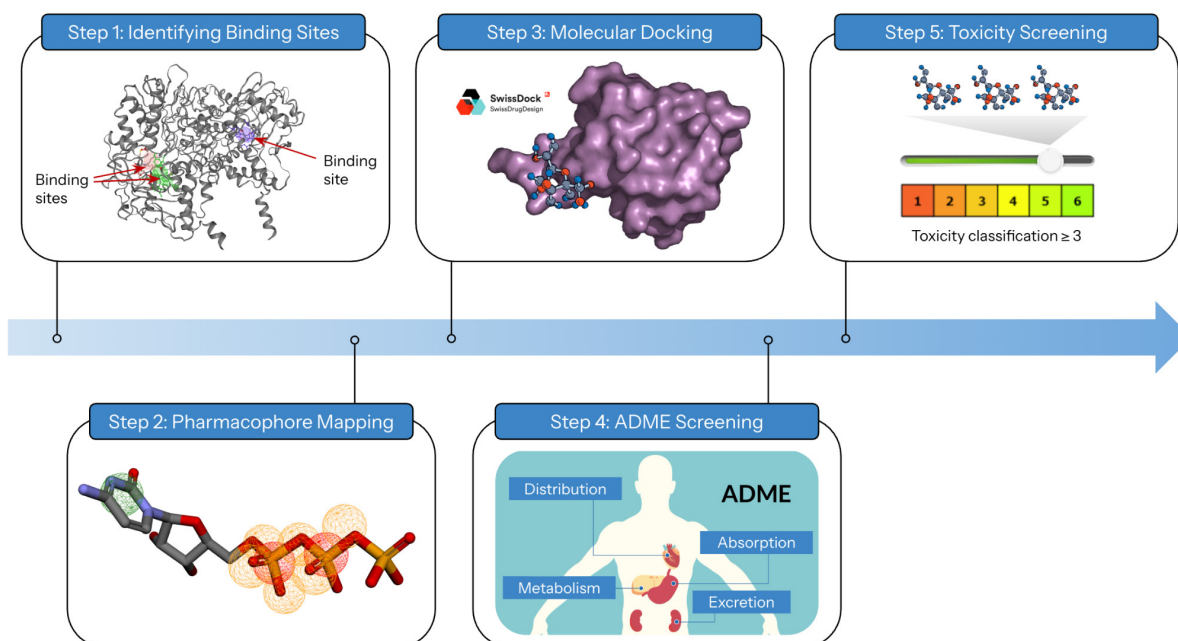 Step 1: Identifying Binding Sites
Binding
sites
Binding
site
Step 3: Molecular Docking
SwissDock
SwissDrugDesign
Step 5: Toxicity Screening
1 2 3 4 5 6
Toxicity classification ≥ 3
Step 2: Pharmacophore Mapping
Step 4: ADME Screening
ADME
Distribution
Absorption
Metabolism
Excretion